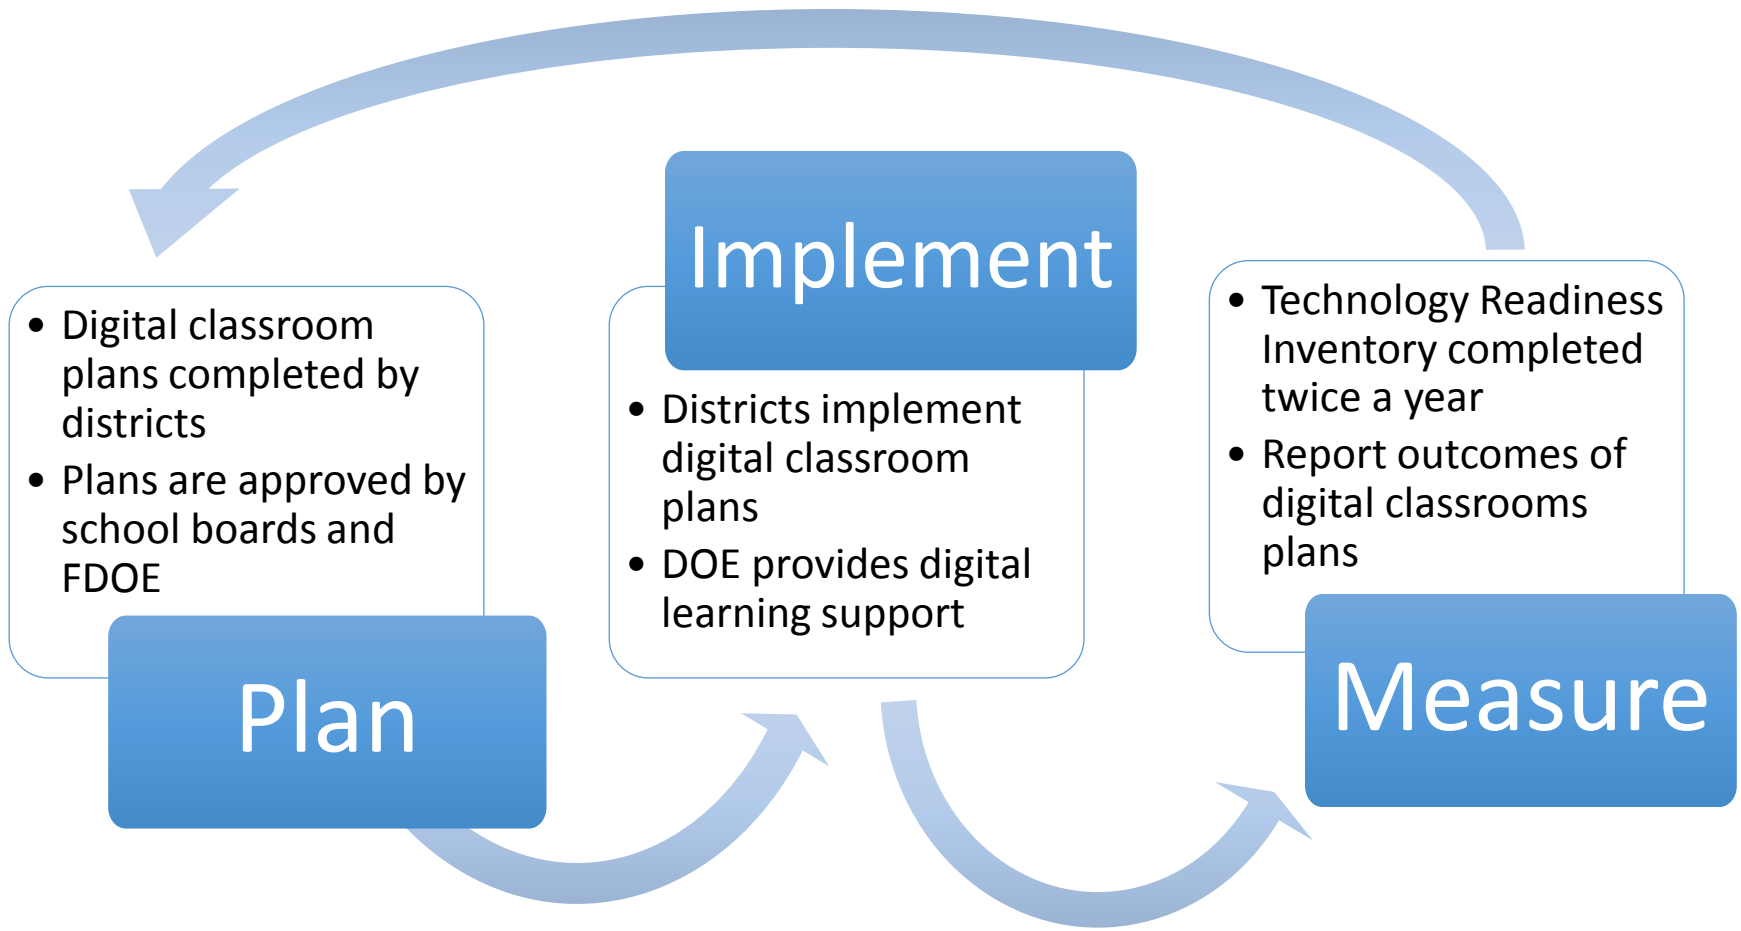 • Digital classroom
plans completed by
districts
• Plans are approved by
school boards and
FDOE
Plan
Implement
• Districts implement
digital classroom
plans
• DOE provides digital
learning support
• Technology Readiness
Inventory completed
twice a year
• Report outcomes of
digital classrooms
plans
Measure